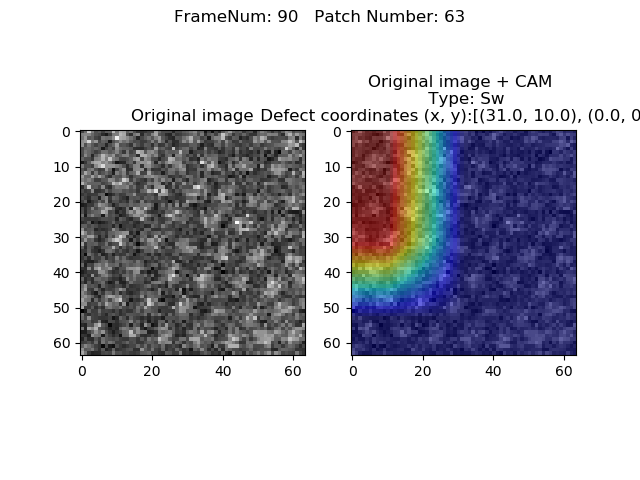 FrameNum: 90   Patch Number: 63
Original image + CAM
Type: Sw
Original image Defect coordinates (x, y):[(31.0, 10.0), (0.0, 0
0
10
20
30
40
50
60
0 20 40 60
0
10
20
30
40
50
60
0 20 40 60